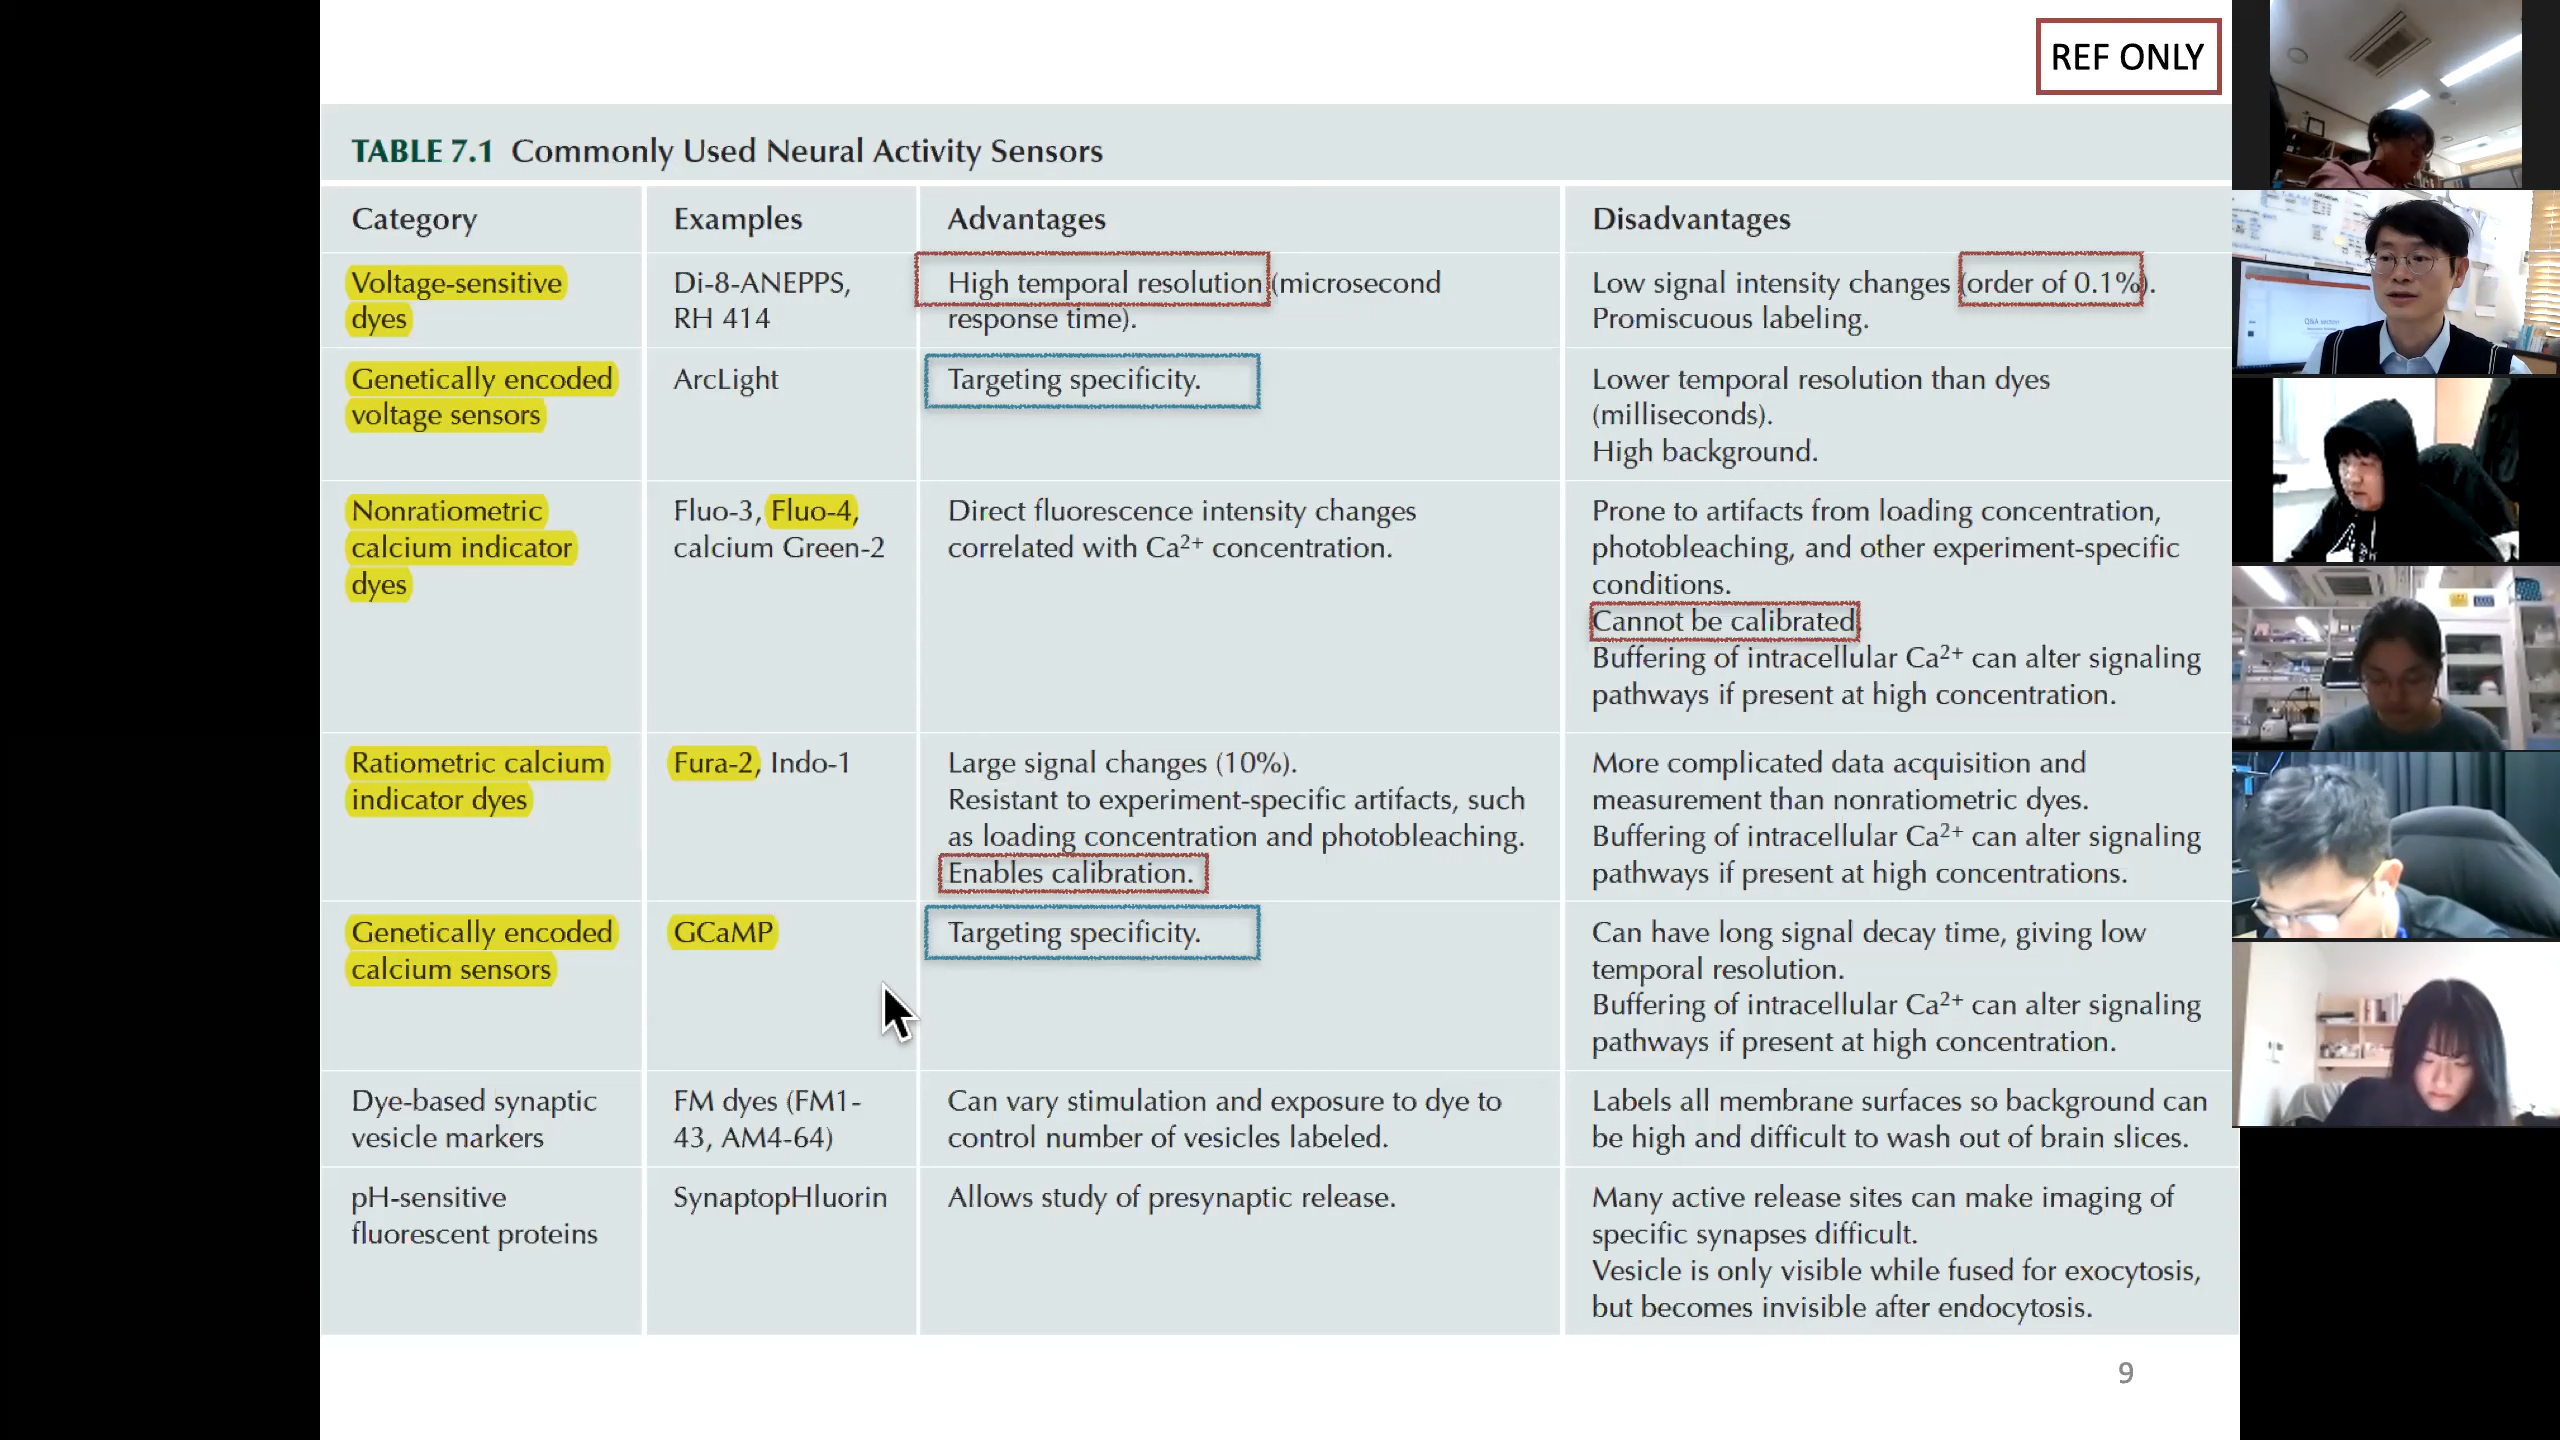 REF ONLY
TABLE 7.1 Commonly Used Neural Activity Sensors
Category Examples Advantages Disadvantages
Voltage-sensitive
dyes
Di-8-ANEPPS,
RH 414
High temporal resolution (microsecond
response time).
Low signal intensity changes (order of 0.1%).
Promiscuous labeling.
Genetically encoded
voltage sensors
ArcLight
Targeting specificity.
Lower temporal resolution than dyes
(milliseconds).
High background.
Nonratiometric
calcium indicator
dyes
Fluo-3, Fluo-4,
calcium Green-2
Direct fluorescence intensity changes
correlated with Ca²⁺ concentration.
Prone to artifacts from loading concentration,
photobleaching, and other experiment-specific
conditions.
Cannot be calibrated
Buffering of intracellular Ca²⁺ can alter signaling
pathways if present at high concentration.
Ratiometric calcium
indicator dyes
Fura-2, Indo-1
Large signal changes (10%).
Resistant to experiment-specific artifacts, such
as loading concentration and photobleaching.
Enables calibration.
More complicated data acquisition and
measurement than nonratiometric dyes.
Buffering of intracellular Ca²⁺ can alter signaling
pathways if present at high concentrations.
Genetically encoded
calcium sensors
GCaMP
Targeting specificity.
Can have long signal decay time, giving low
temporal resolution.
Buffering of intracellular Ca²⁺ can alter signaling
pathways if present at high concentration.
Dye-based synaptic
vesicle markers
FM dyes (FM1-
43, AM4-64)
Can vary stimulation and exposure to dye to
control number of vesicles labeled.
Labels all membrane surfaces so background can
be high and difficult to wash out of brain slices.
pH-sensitive
fluorescent proteins
SynaptopHluorin
Allows study of presynaptic release.
Many active release sites can make imaging of
specific synapses difficult.
Vesicle is only visible while fused for exocytosis,
but becomes invisible after endocytosis.
9